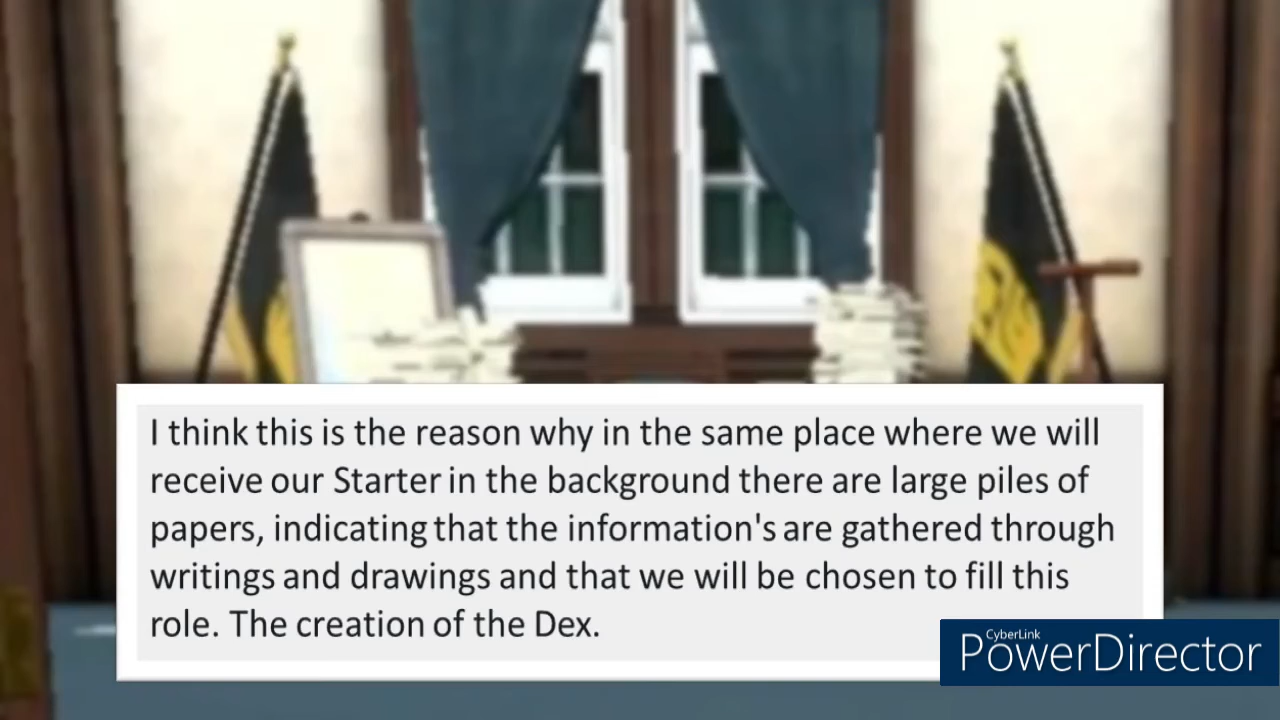 I think this is the reason why in the same place where we will
receive our Starter in the background there are large piles of
papers, indicating that the information's are gathered through
writings and drawings and that we will be chosen to fill this
role. The creation of the Dex.
CyberLink
PowerDirector